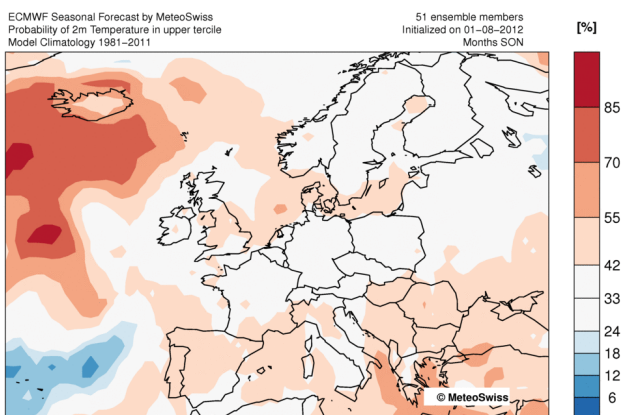 ECMWF Seasonal Forecast by MeteoSwiss
Probability of 2m Temperature in upper tercile
Model Climatology 1981−2011
51 ensemble members
Initialized on 01−08−2012
Months SON
[%]
85
70
55
42
33
24
18
12
6
© MeteoSwiss